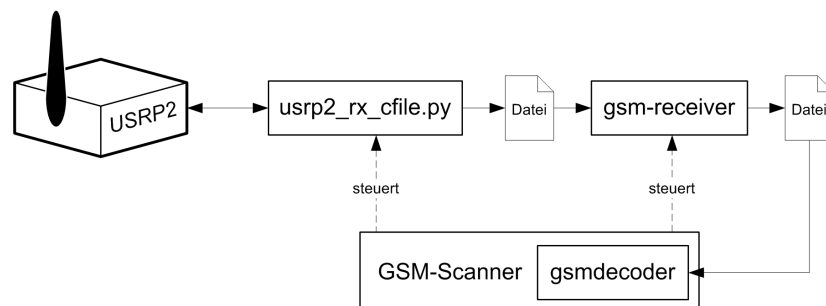 USRP2
usrp2_rx_cfile.py
Datei
gsm-receiver
Datei
steuert
steuert
GSM-Scanner
gsmdecoder